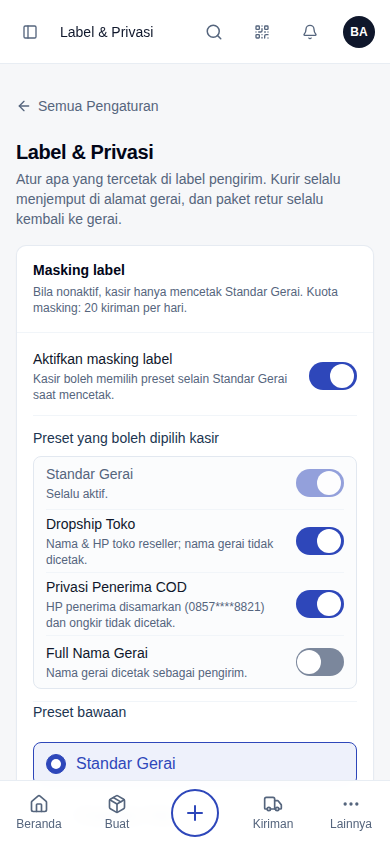 Label & Privasi
BA
Semua Pengaturan
Label & Privasi
Atur apa yang tercetak di label pengirim. Kurir selalu
menjemput di alamat gerai, dan paket retur selalu
kembali ke gerai.
Masking label
Bila nonaktif, kasir hanya mencetak Standar Gerai. Kuota
masking: 20 kiriman per hari.
Aktifkan masking label
Kasir boleh memilih preset selain Standar Gerai
saat mencetak.
Preset yang boleh dipilih kasir
Standar Gerai
Selalu aktif.
Dropship Toko
Nama & HP toko reseller; nama gerai tidak
dicetak.
Privasi Penerima COD
HP penerima disamarkan (0857****8821)
dan ongkir tidak dicetak.
Full Nama Gerai
Nama gerai dicetak sebagai pengirim.
Preset bawaan
Standar Gerai
Beranda
Buat
Kiriman
Lainnya